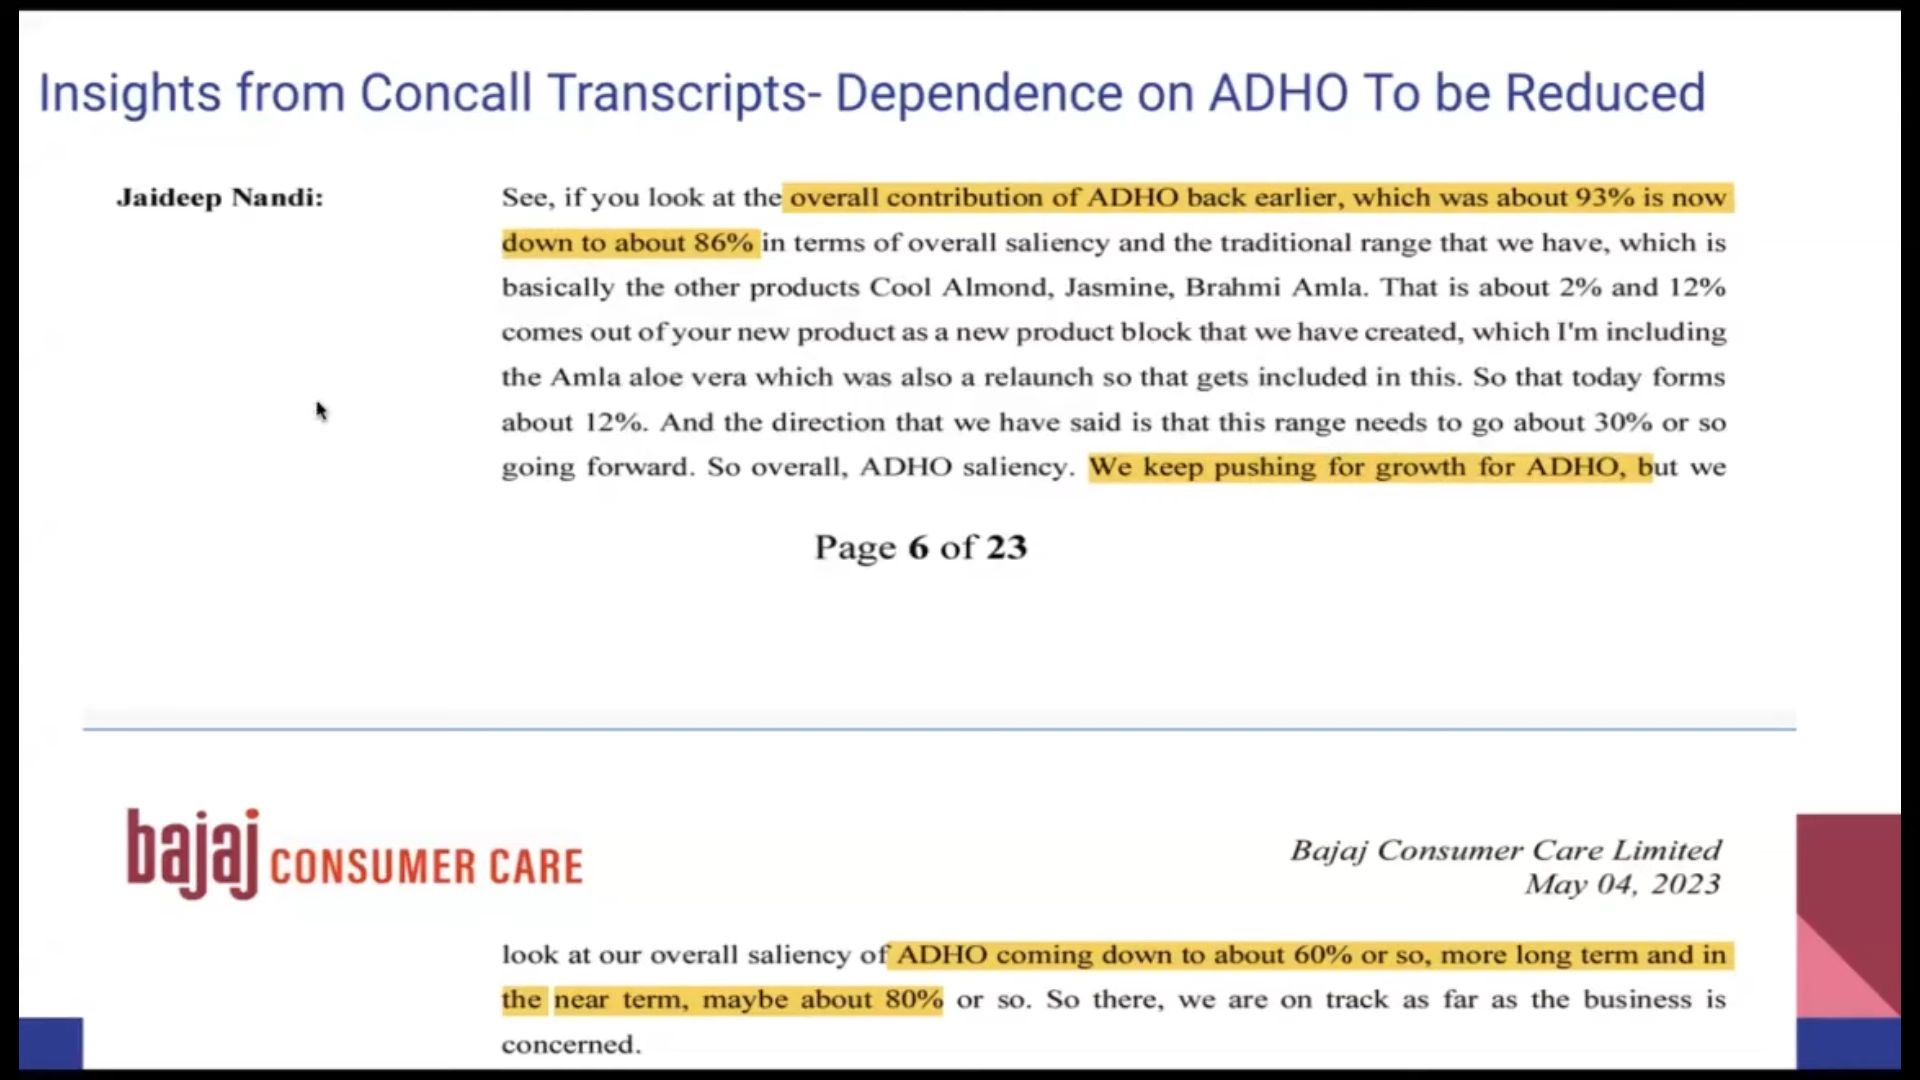 Insights from Concall Transcripts- Dependence on ADHO To be Reduced
Jaideep Nandi:
See, if you look at the overall contribution of ADHO back earlier, which was about 93% is now
down to about 86% in terms of overall saliency and the traditional range that we have, which is
basically the other products Cool Almond, Jasmine, Brahmi Amla. That is about 2% and 12%
comes out of your new product as a new product block that we have created, which I'm including
the Amla aloe vera which was also a relaunch so that gets included in this. So that today forms
about 12%. And the direction that we have said is that this range needs to go about 30% or so
going forward. So overall, ADHO saliency. We keep pushing for growth for ADHO, but we
Page 6 of 23
bajaj CONSUMER CARE
Bajaj Consumer Care Limited
May 04, 2023
look at our overall saliency of ADHO coming down to about 60% or so, more long term and in
the near term, maybe about 80% or so. So there, we are on track as far as the business is
concerned.